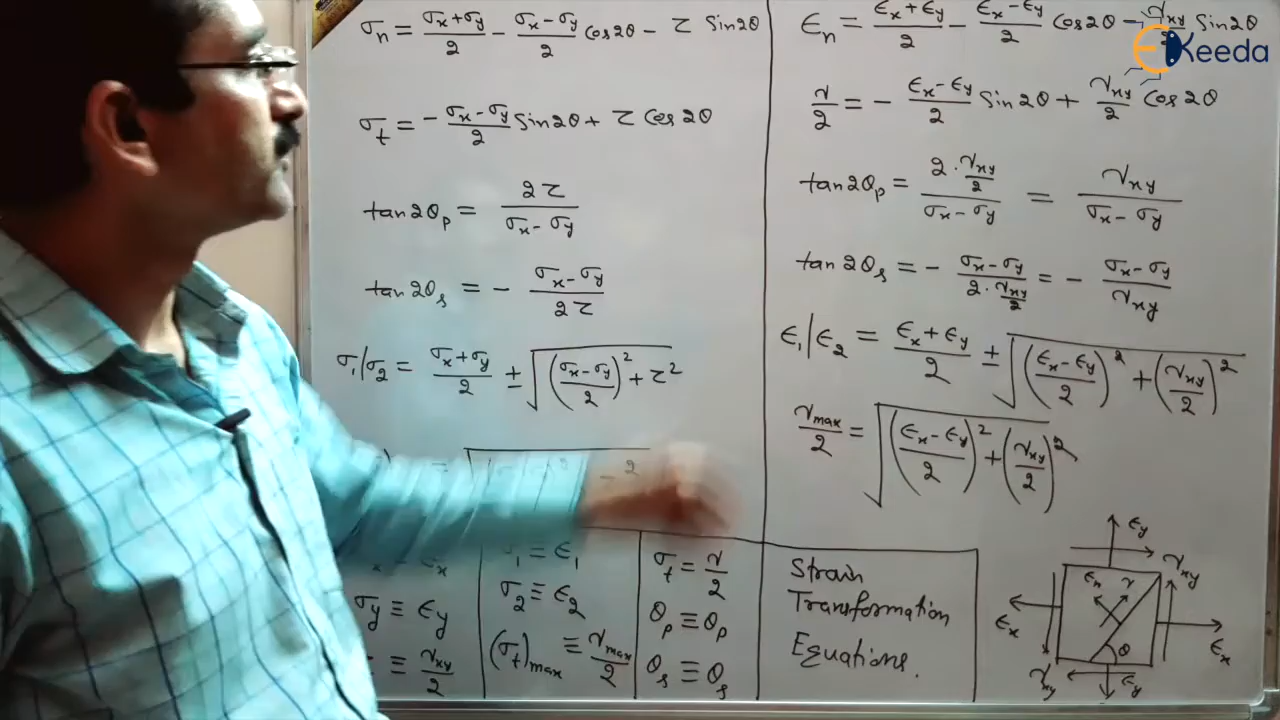 σn = (σx+σy)/2 − (σx−σy)/2 cos2θ − τ sin2θ
σt = −(σx−σy)/2 sin2θ + τ cos2θ
tan2θp = 2τ/(σx−σy)
tan2θs = − (σx−σy)/2τ
σ1/σ2 = (σx+σy)/2 ± √(((σx−σy)/2)² + τ²)
σy ≡ εy
≡ γxy/2
≡ ε1
σ2 ≡ ε2
(σt)max ≡ γmax/2
σt = γ/2
θp ≡ θp
θs ≡ θs
εn = (εx+εy)/2 − (εx−εy)/2 cos2θ − γxy/2 sin2θ
EKeeda
γ/2 = − (εx−εy)/2 sin2θ + γxy/2 cos2θ
tan2θp = (2·γxy/2)/(σx−σy) = γxy/(σx−σy)
tan2θs = − (σx−σy)/(2·γxy/2) = − (σx−σy)/γxy
ε1/ε2 = (εx+εy)/2 ± √(((εx−εy)/2)² + (γxy/2)²)
γmax/2 = √(((εx−εy)/2)² + (γxy/2)²)
Strain
Transformation
Equations.
εy
γxy
εn γ
εx
θ
εx
γxy
εy